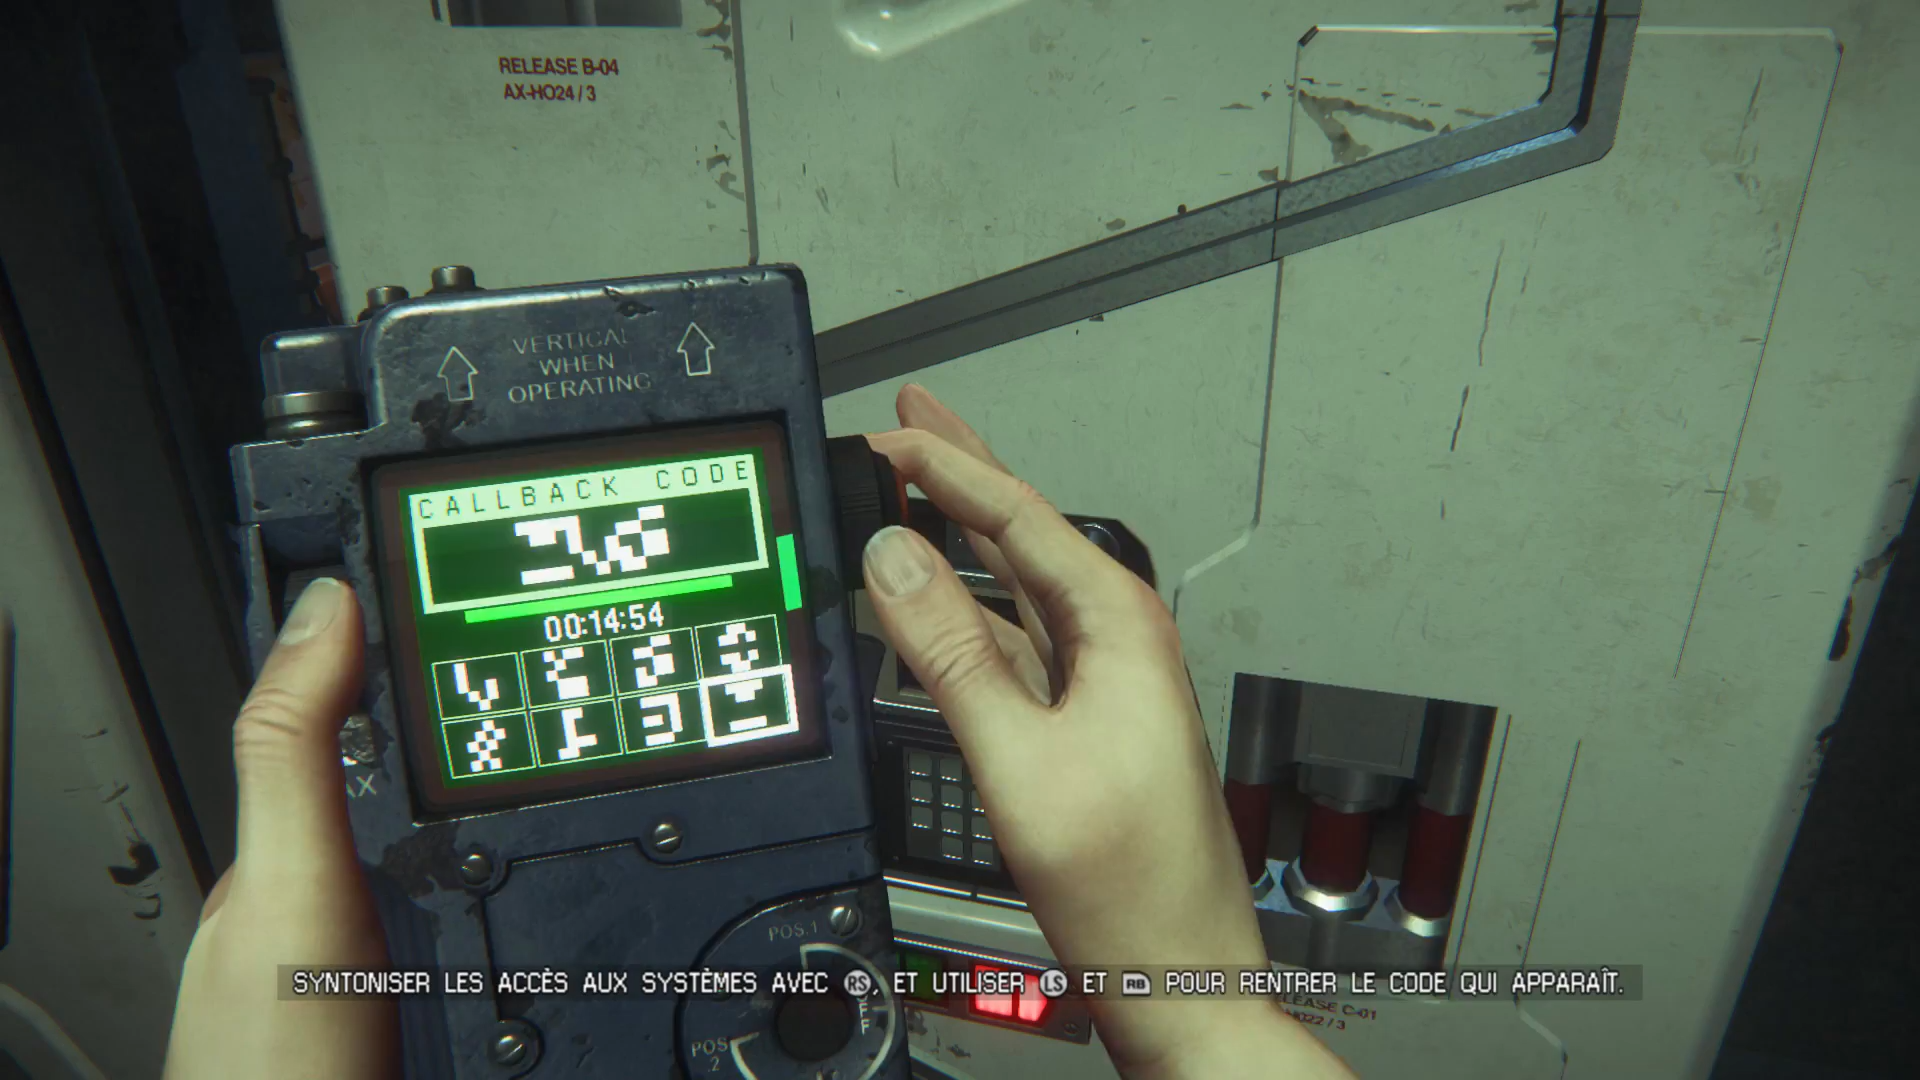 RELEASE B-04
AX-HO24 / 3
VERTICAL
WHEN
OPERATING
CALLBACK CODE
00:14:54
AX
POS.1
POS
.2
SYNTONISER LES ACCÈS AUX SYSTÈMES AVEC RS, ET UTILISER LS ET RB POUR RENTRER LE CODE QUI APPARAÎT.
RELEASE C-01